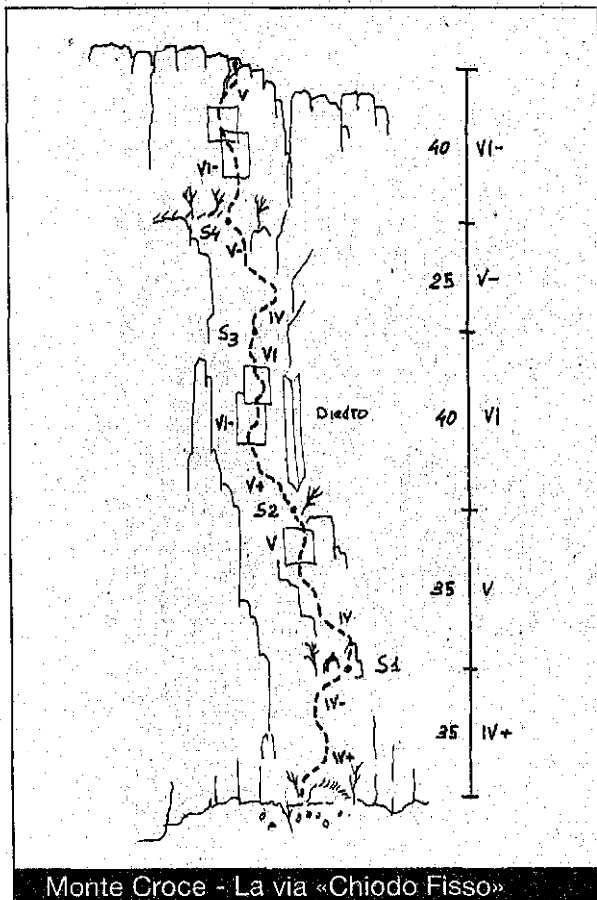 V
40 VI-
VI-
S4
V-
25 V-
IV
S3
VI
Diedro
VI-
40 VI
V+
S2
V
35 V
IV
S1
IV-
35 IV+
IV+
Monte Croce - La via «Chiodo Fisso»